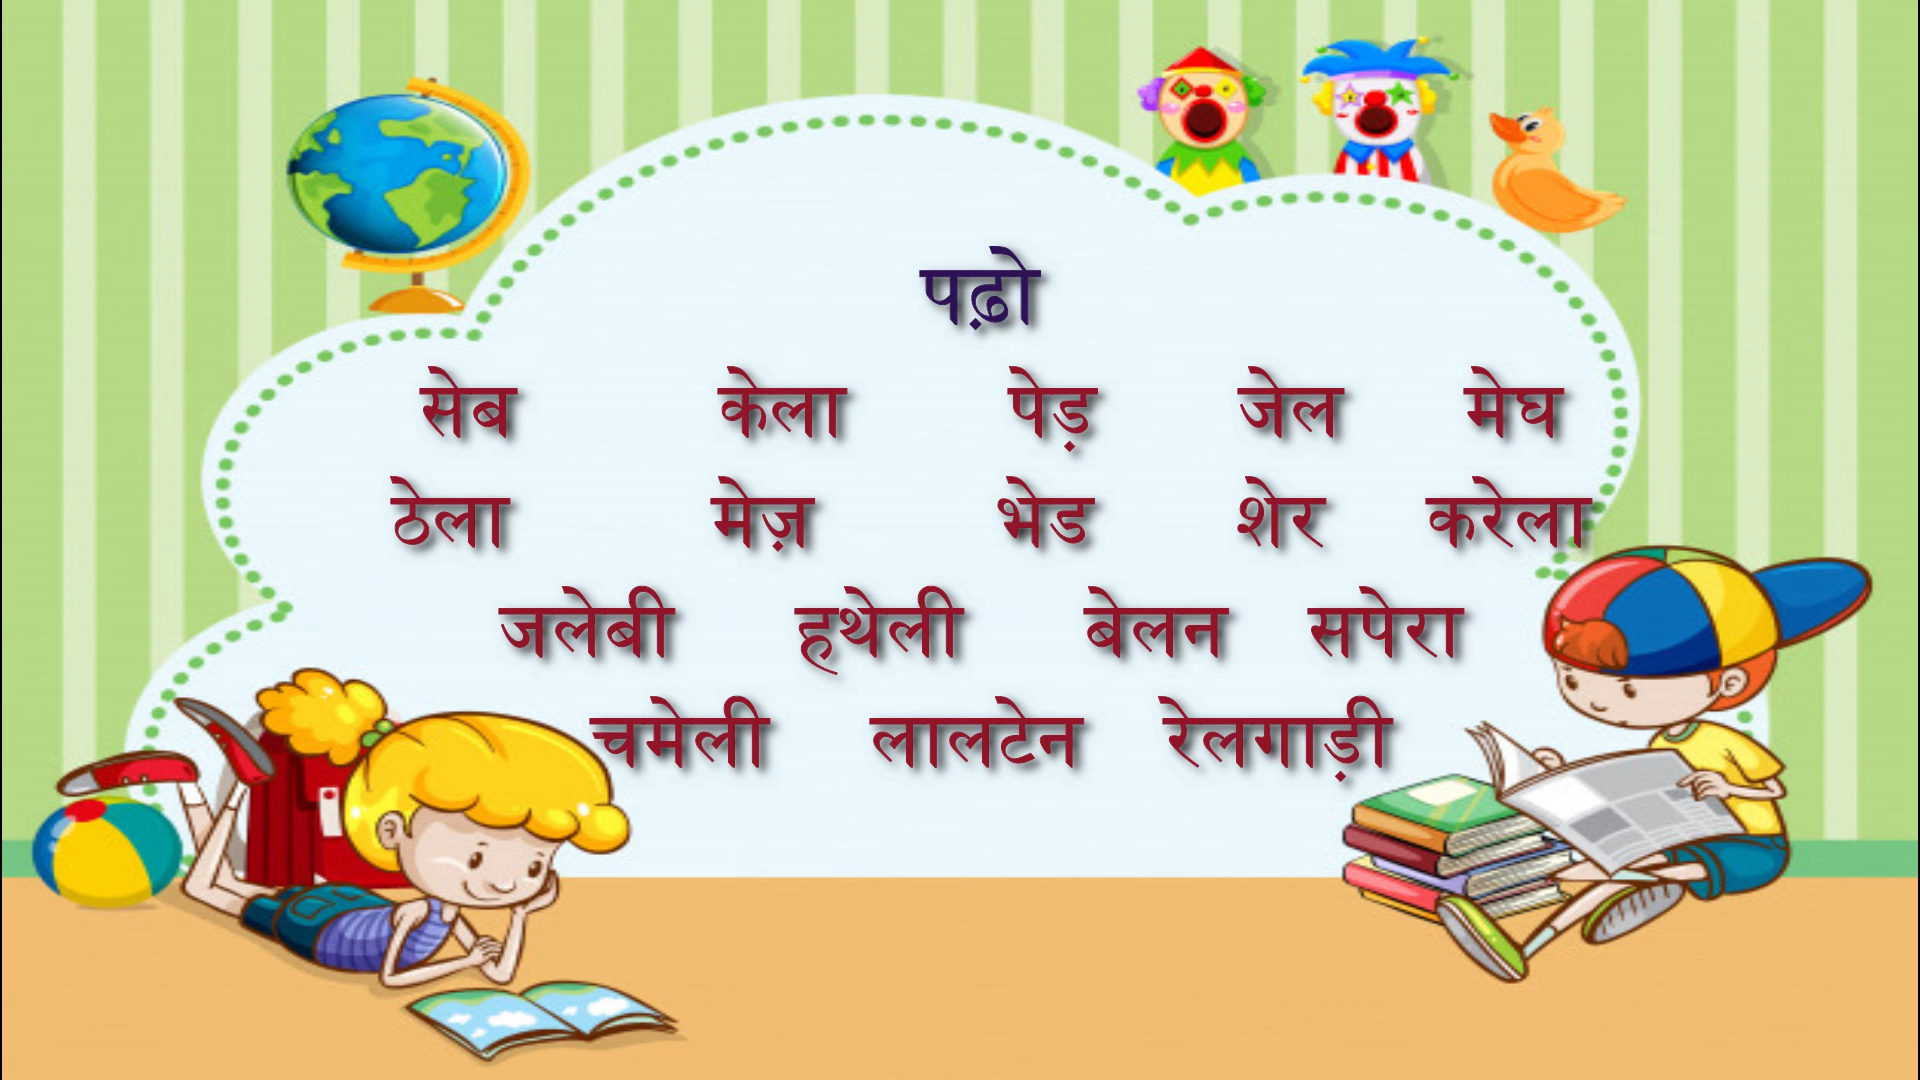 पढ़ो
सेब केला पेड़ जेल मेघ
ठेला मेज़ भेड शेर करेला
जलेबी हथेली बेलन सपेरा
चमेली लालटेन रेलगाड़ी